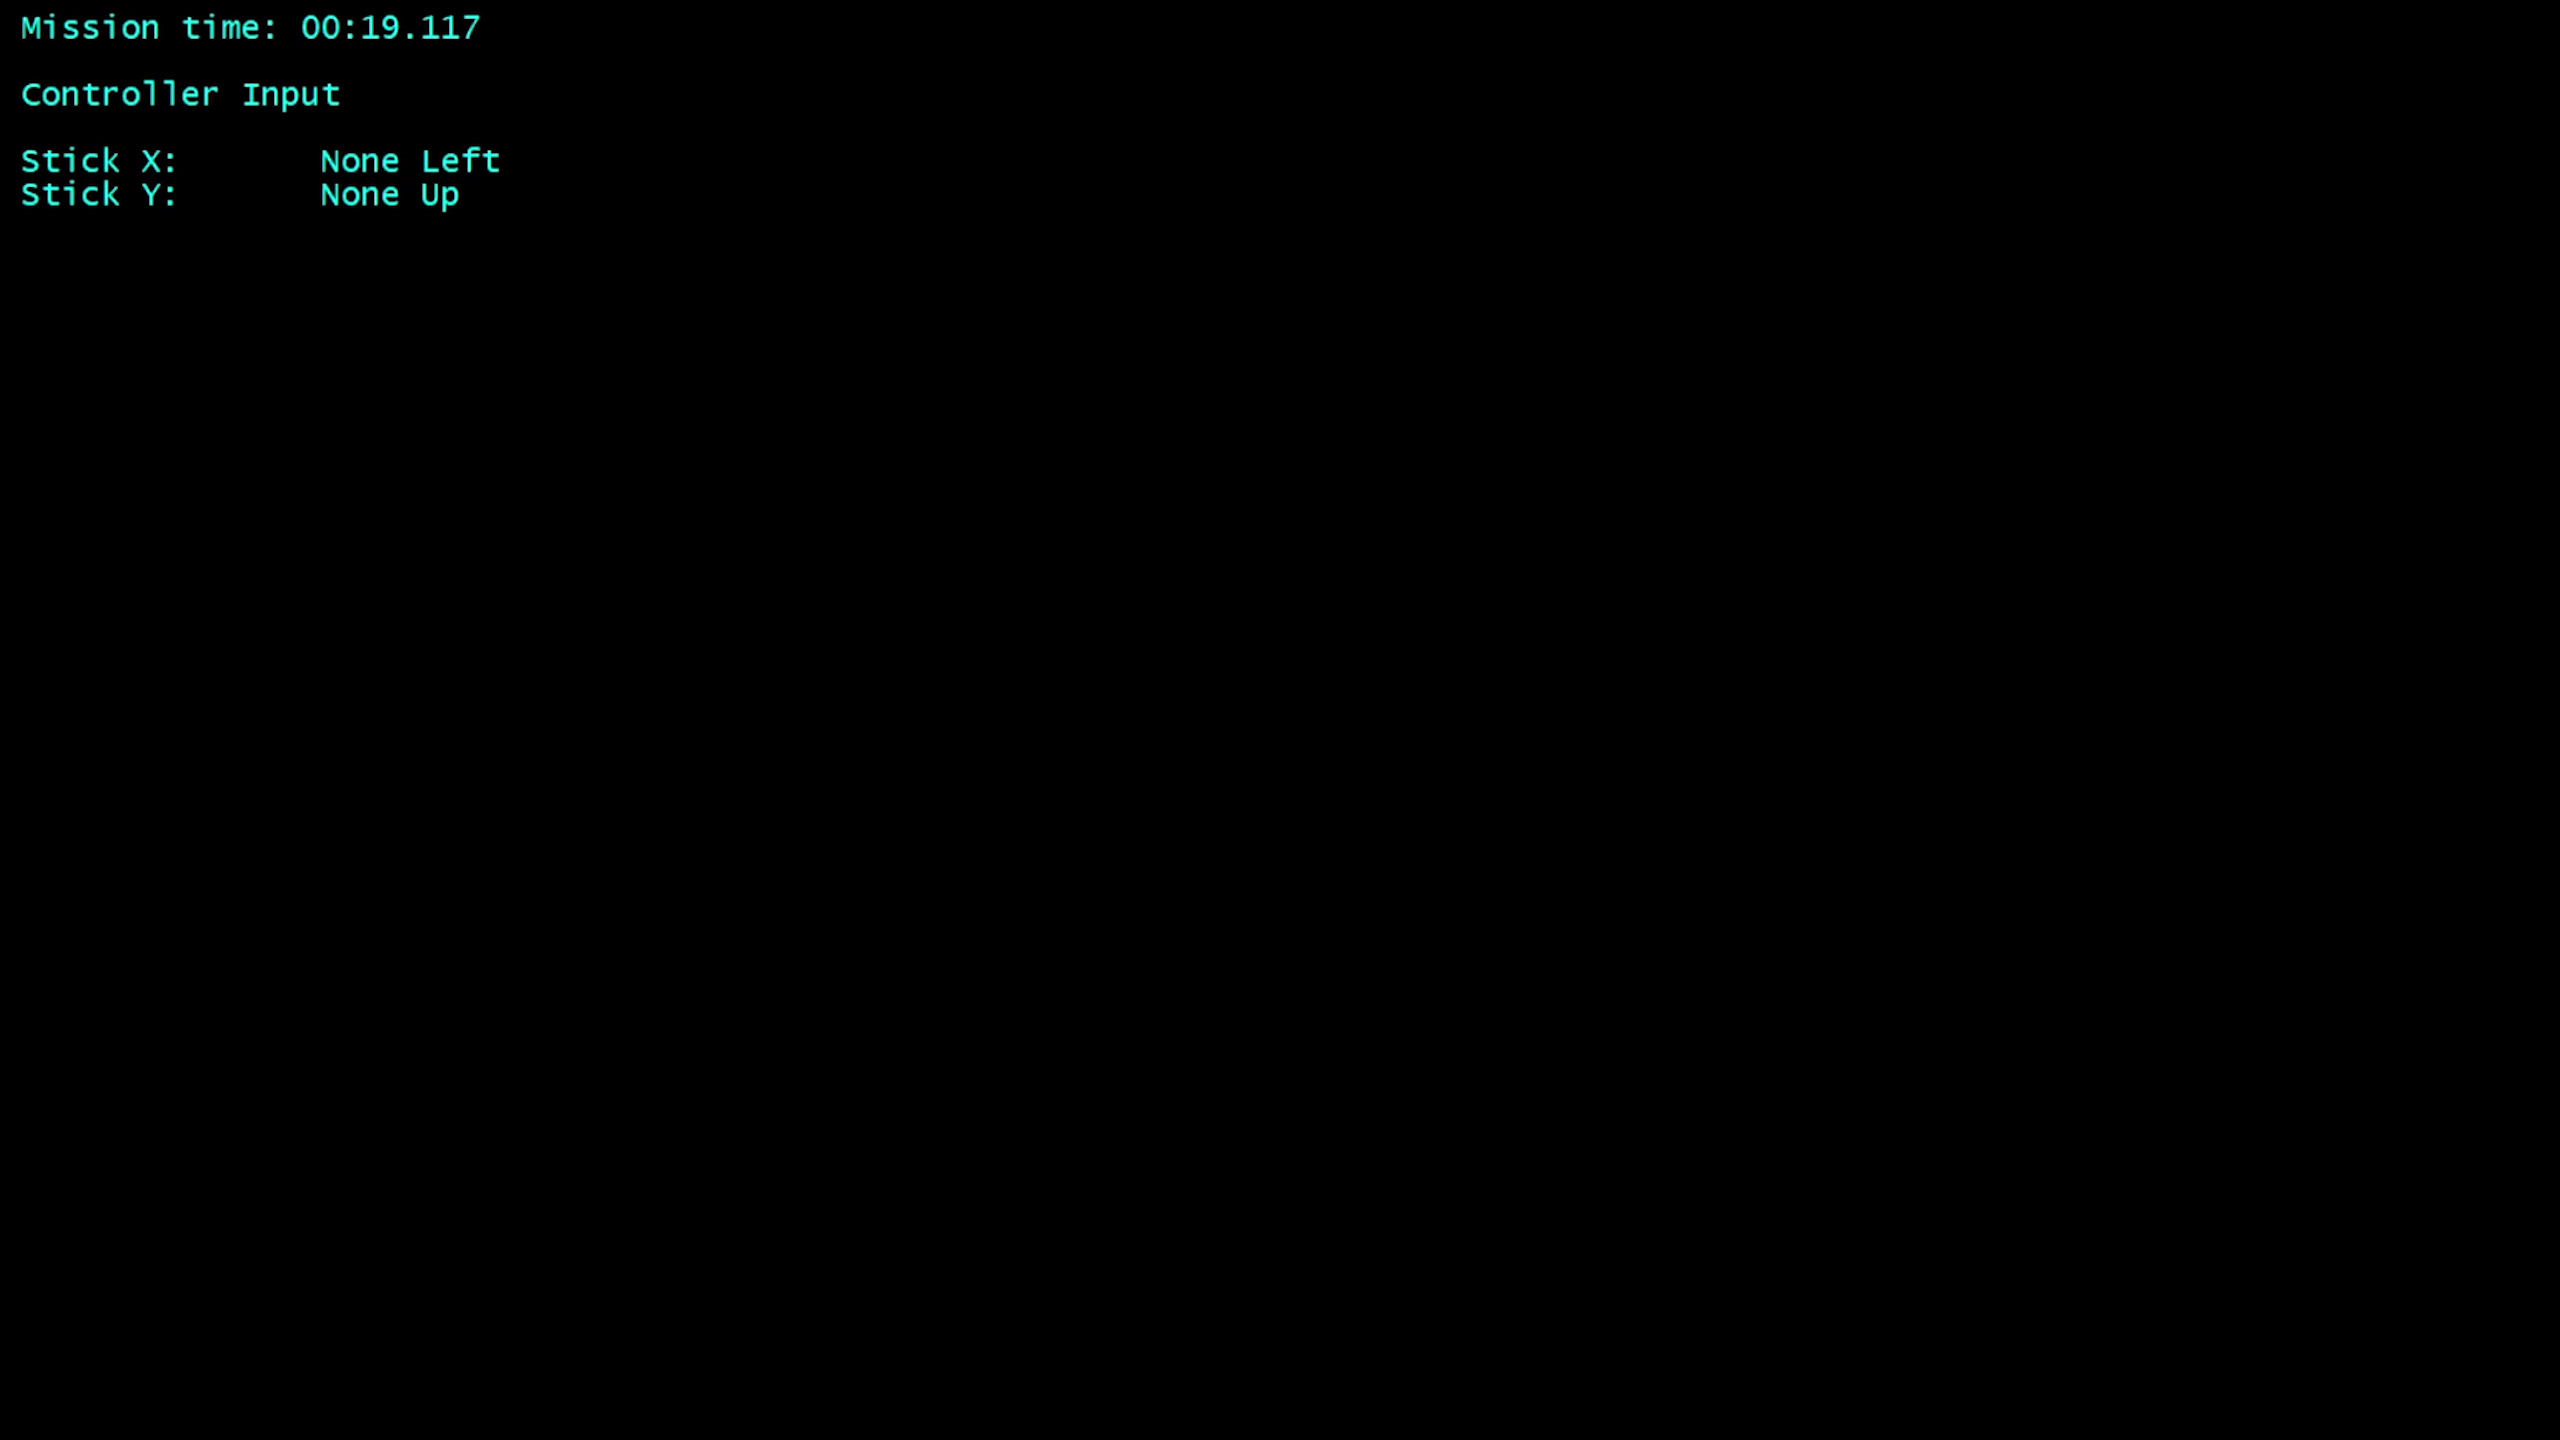 Mission time: 00:19.117
Controller Input
Stick X: None Left
Stick Y: None Up